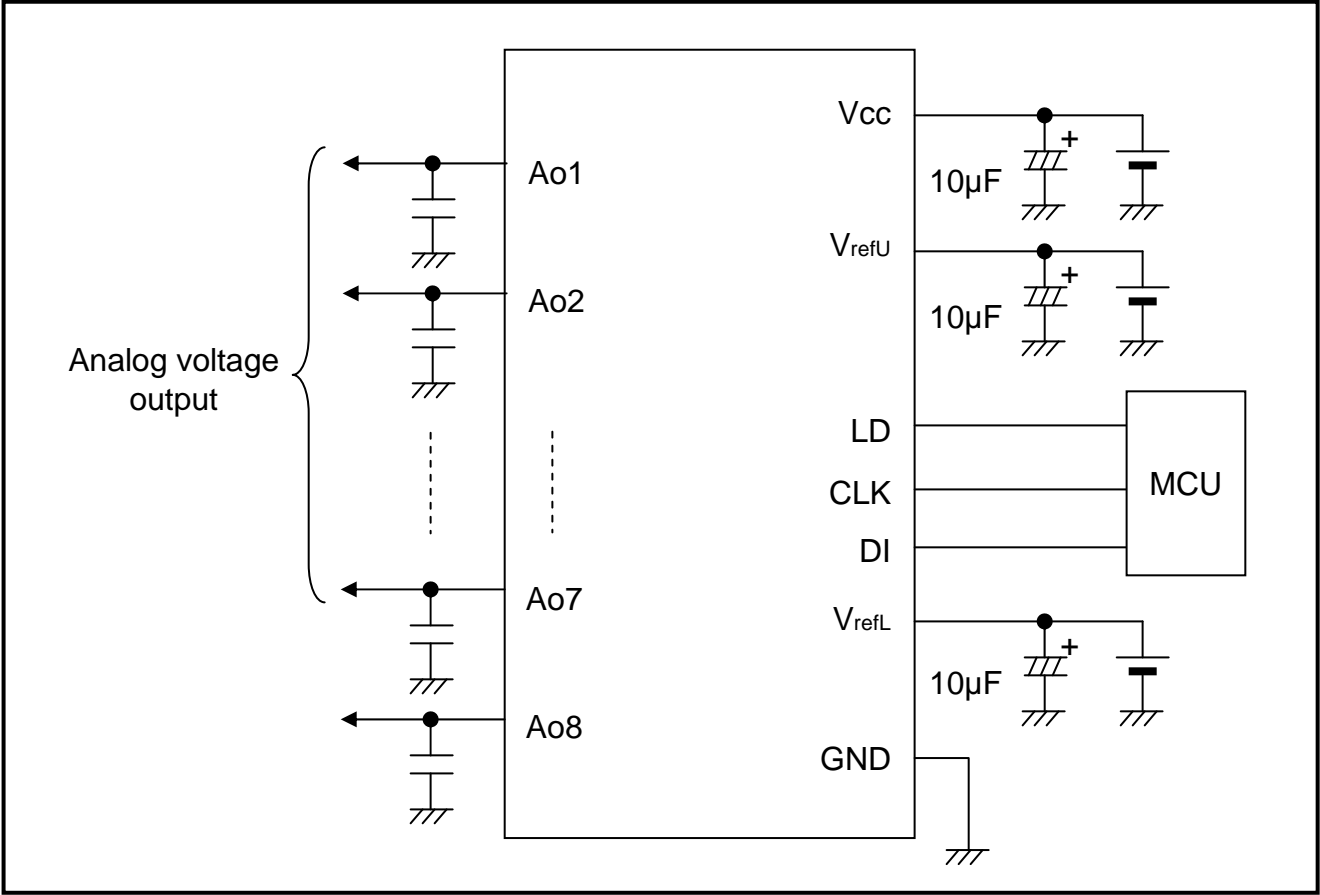 Analog voltage
output
Ao1
Ao2
Ao7
Ao8
Vcc
+
10μF
VrefU
+
10μF
LD
CLK
DI
MCU
VrefL
+
10μF
GND